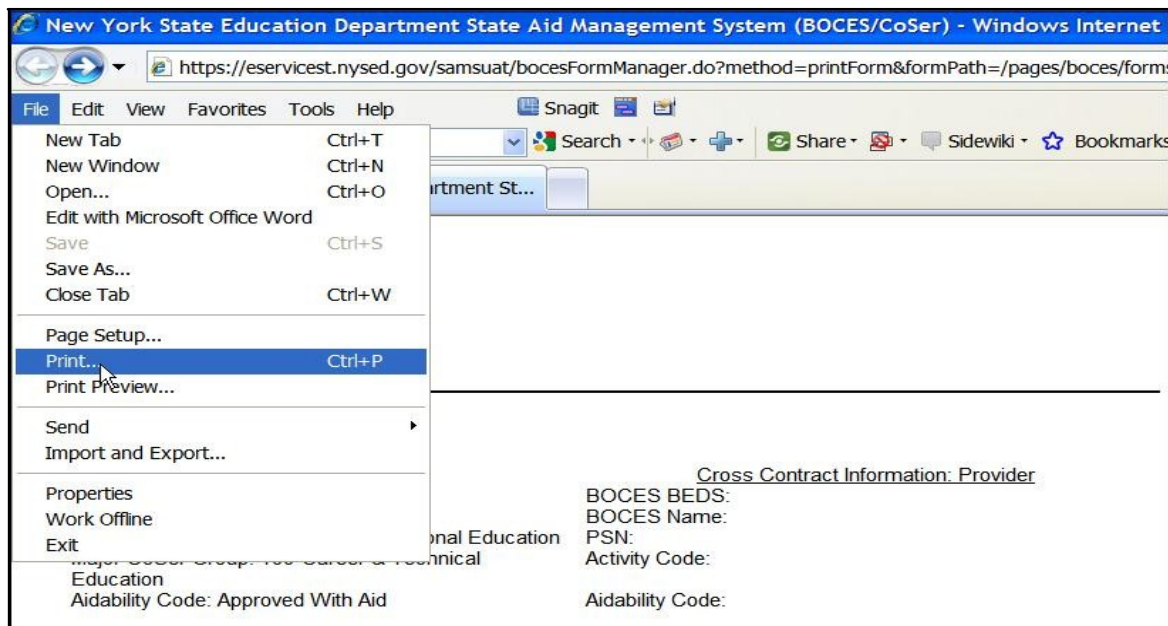 New York State Education Department State Aid Management System (BOCES/CoSer) - Windows Internet
https://eservicest.nysed.gov/samsuat/bocesFormManager.do?method=printForm&formPath=/pages/boces/forms
File Edit View Favorites Tools Help Snagit
Search Share Sidewiki Bookmarks
artment St...
New Tab Ctrl+T
New Window Ctrl+N
Open... Ctrl+O
Edit with Microsoft Office Word
Save Ctrl+S
Save As...
Close Tab Ctrl+W
Page Setup...
Print... Ctrl+P
Print Preview...
Send
Import and Export...
Properties
Work Offline
Exit
Cross Contract Information: Provider
BOCES BEDS:
BOCES Name:
onal Education PSN:
Activity Code:
Education
Aidability Code: Approved With Aid Aidability Code: